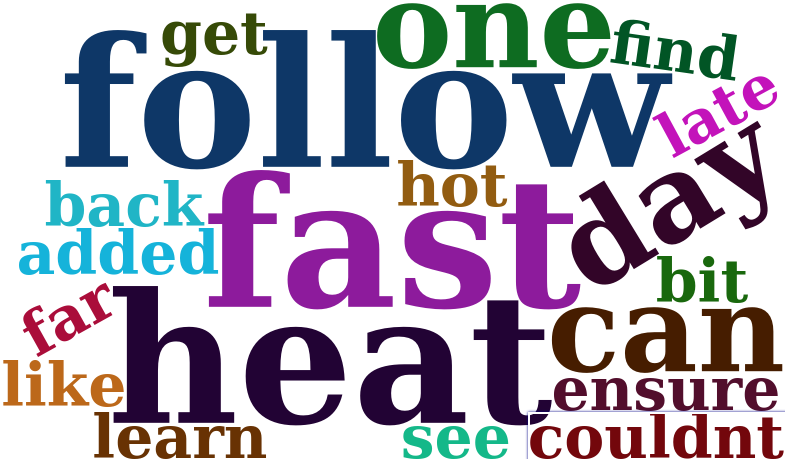 get one find
follow
late
back hot day
added fast
far bit
heat can
like ensure
learn see couldnt